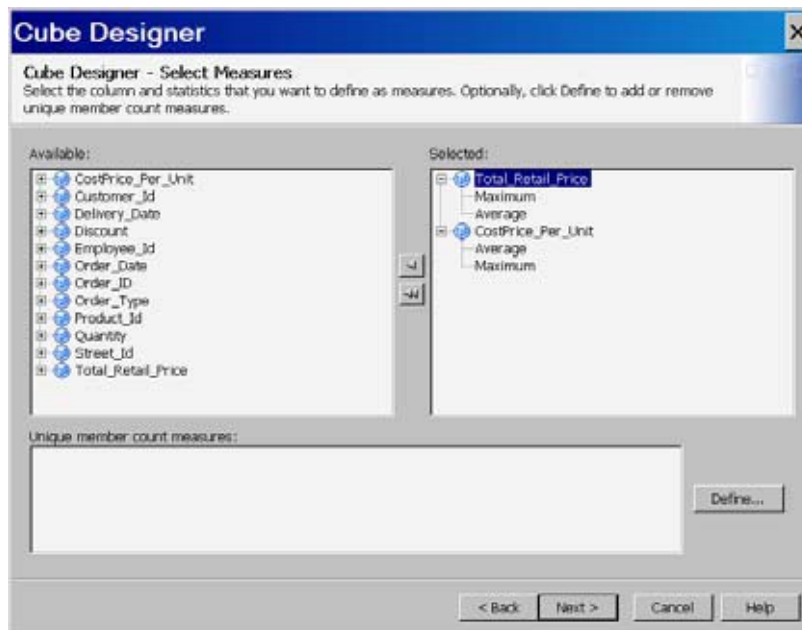 Cube Designer
Cube Designer - Select Measures
Select the column and statistics that you want to define as measures. Optionally, click Define to add or remove
unique member count measures.
Available:
CostPrice_Per_Unit
Customer_Id
Delivery_Date
Discount
Employee_Id
Order_Date
Order_ID
Order_Type
Product_Id
Quantity
Street_Id
Total_Retail_Price
Selected:
Total_Retail_Price
Maximum
Average
CostPrice_Per_Unit
Average
Maximum
Unique member count measures:
Define...
< Back
Next >
Cancel
Help